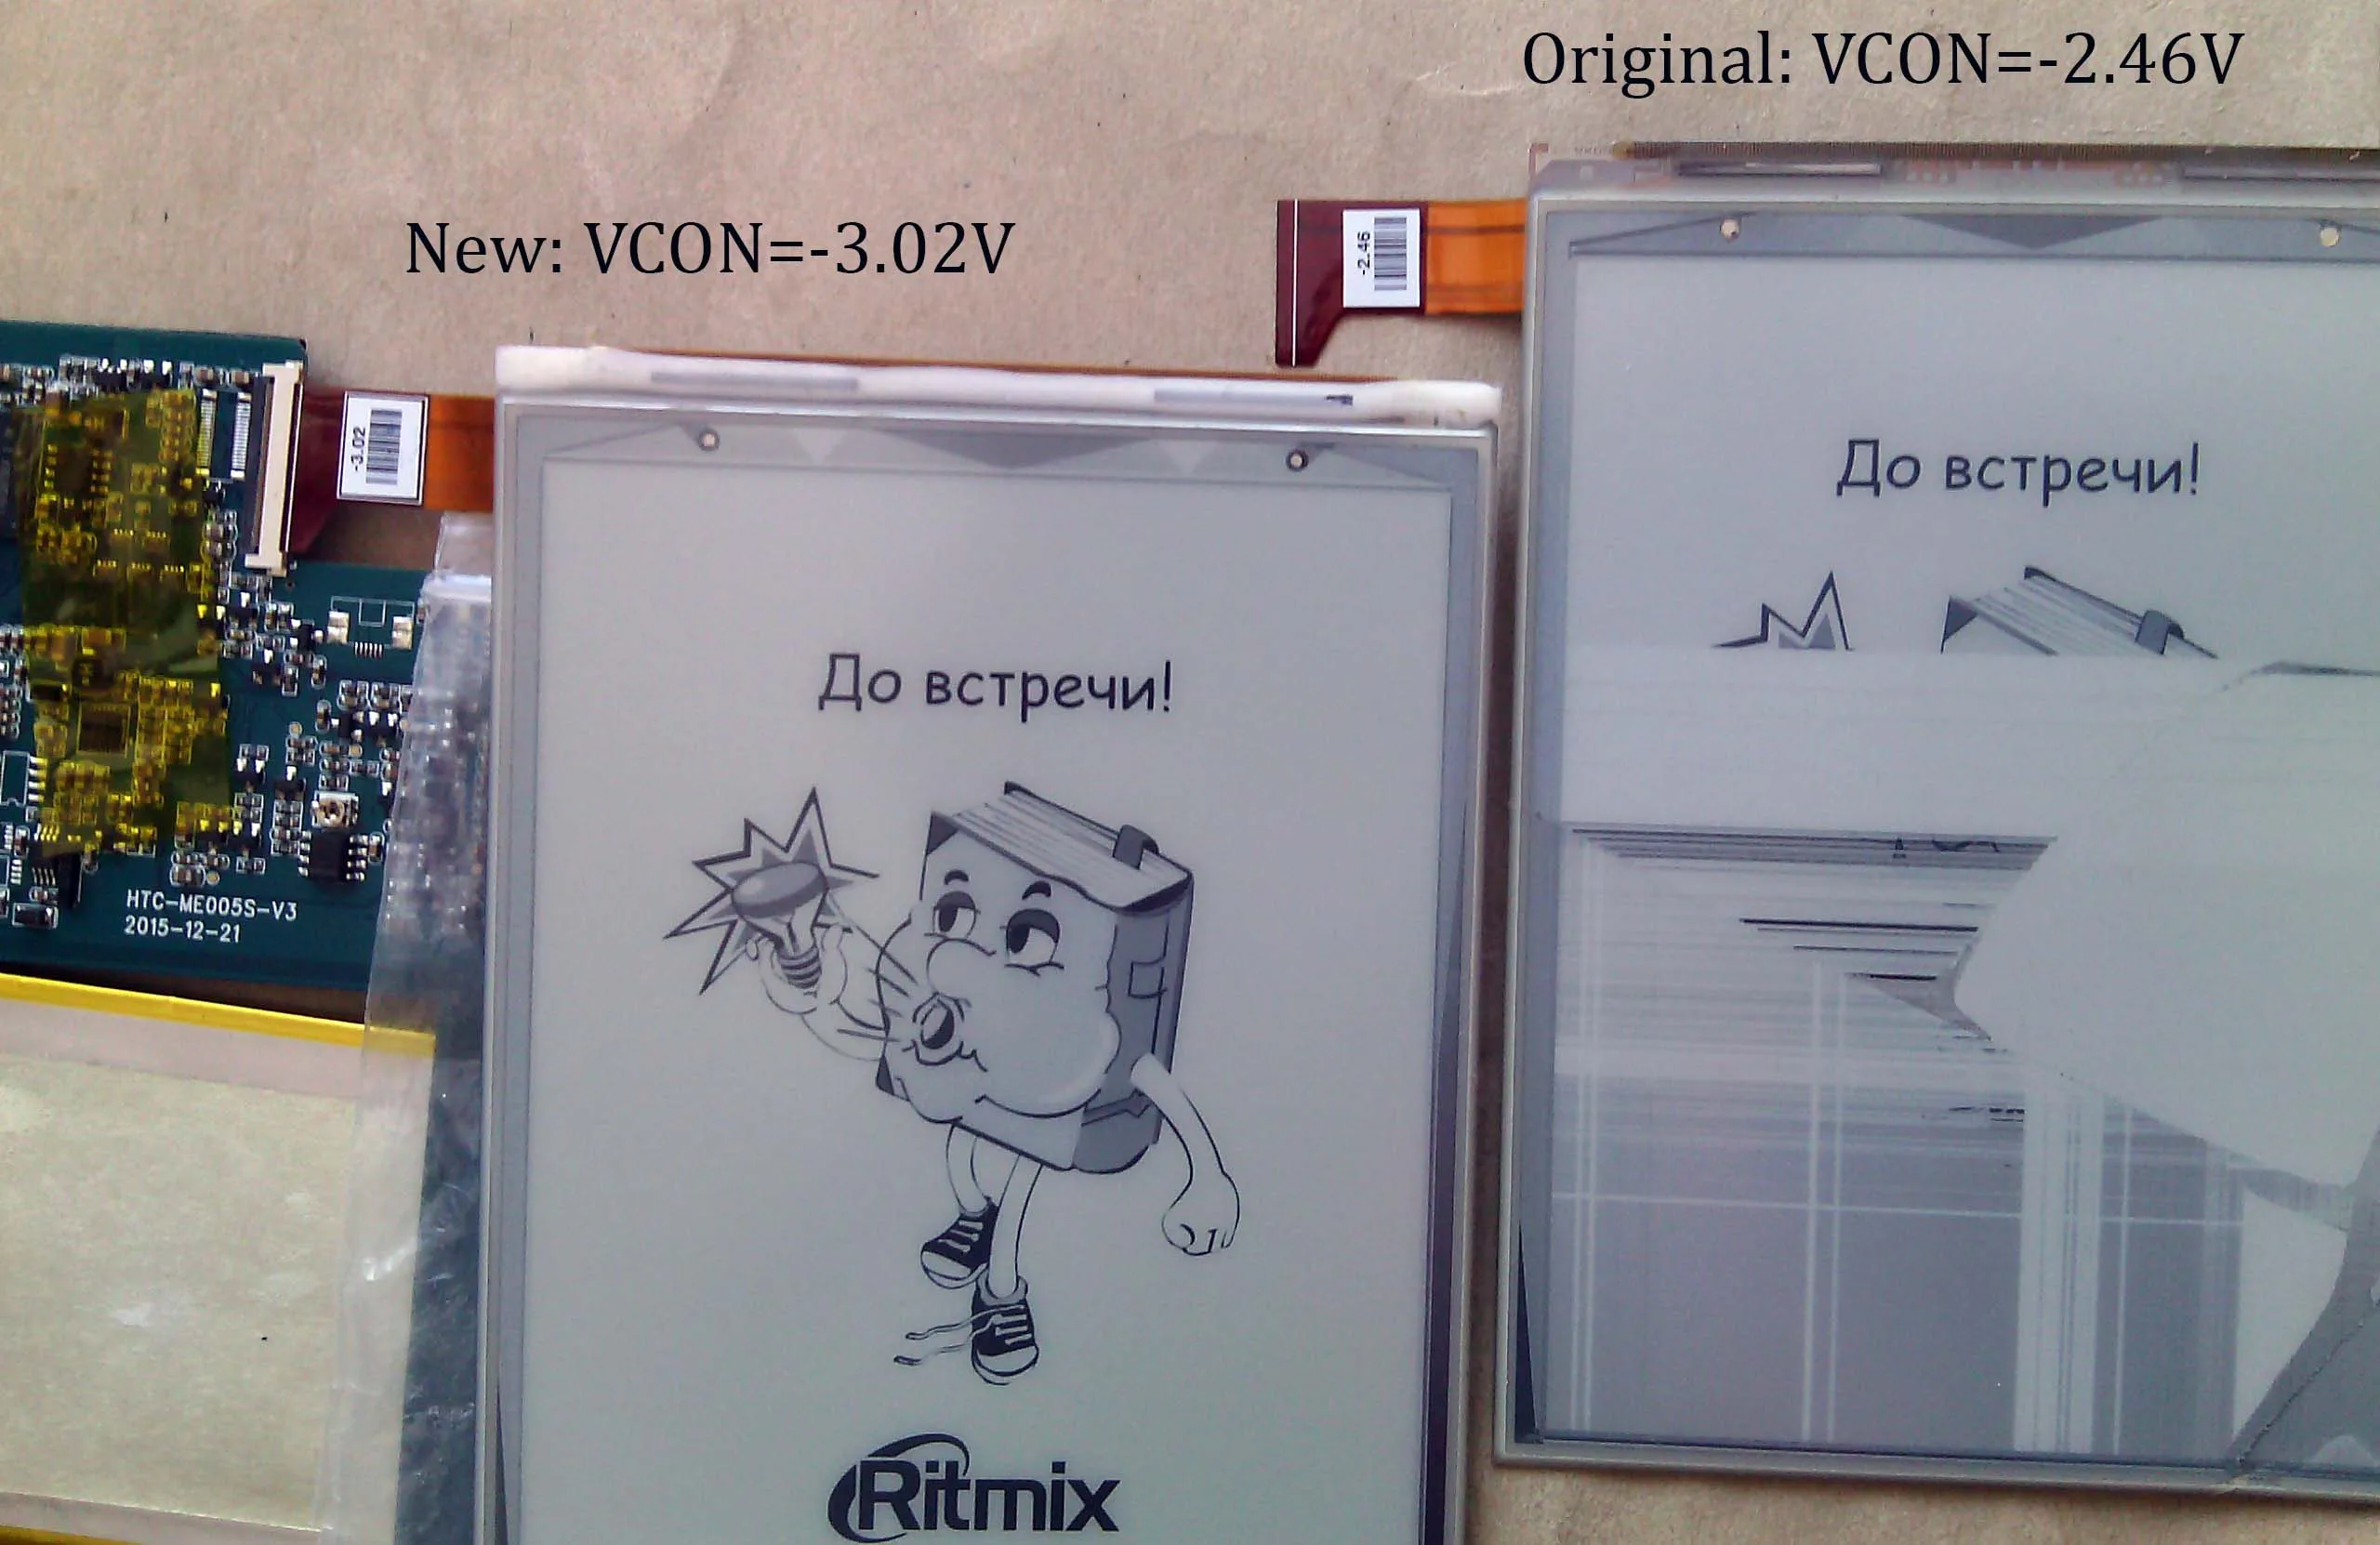 Original: VCON=-2.46V
New: VCON=-3.02V
-2.46
-3.02
До встречи!
До встречи!
HTC-ME005S-V3
2015-12-21
Ritmix